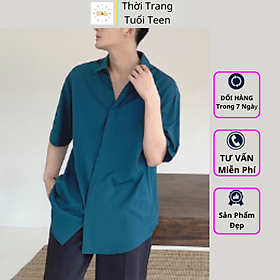 Thời Trang
Tuổi Teen
ĐỔI HÀNG
Trong 7 Ngày
TƯ VẤN
Miễn Phí
Sản Phẩm
Đẹp